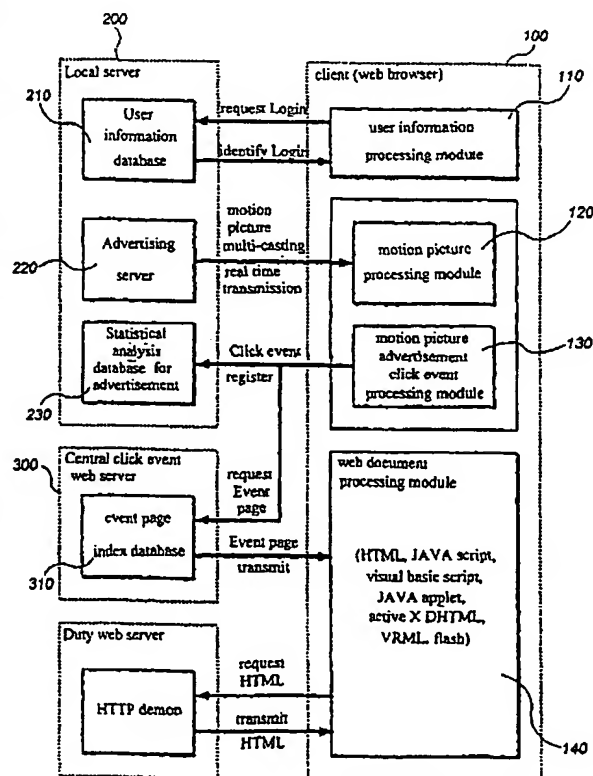 200
100
Local server
client (web browser)
210
110
User
information
database
request Login
identify Login
user information
processing module
motion
picture
multi-casting
real time
transmission
120
220
Advertising
server
motion picture
processing module
Statistical
analysis
database for
advertisement
230
Click event
register
motion picture
advertisement
click event
processing module
130
300
Central click event
web server
request
Event
page
web document
processing module
event page
index database
310
Event page
transmit
(HTML, JAVA script,
visual basic script,
JAVA applet,
active X DHTML,
VRML, flash)
Duty web server
HTTP demon
request
HTML
transmit
HTML
140